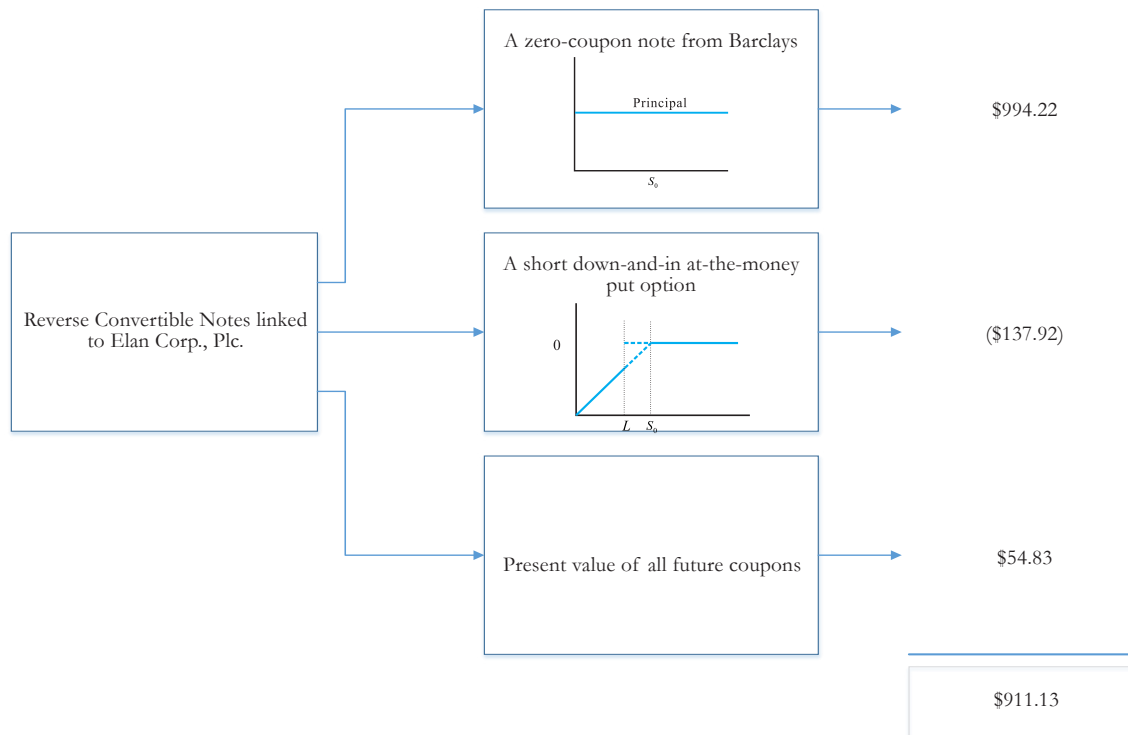 A zero-coupon note from Barclays
Principal
S₀
$994.22
Reverse Convertible Notes linked
to Elan Corp., Plc.
A short down-and-in at-the-money
put option
0
L S₀
($137.92)
Present value of all future coupons
$54.83
$911.13